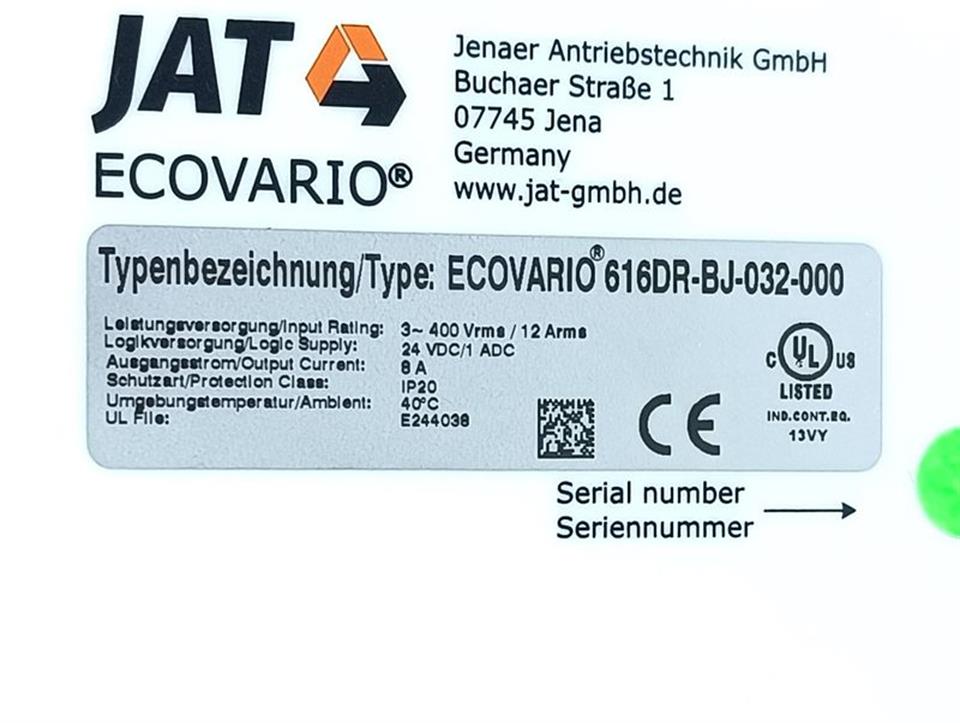 JAT
Jenaer Antriebstechnik GmbH
Buchaer Straße 1
07745 Jena
Germany
www.jat-gmbh.de
ECOVARIO®
Typenbezeichnung/Type: ECOVARIO® 616DR-BJ-032-000
Leistungsversorgung/Input Rating: 3~ 400 Vrms / 12 Arms
Logikversorgung/Logic Supply: 24 VDC/1 ADC
Ausgangsstrom/Output Current: 8 A
Schutzart/Protection Class: IP20
Umgebungstemperatur/Ambient: 40°C
UL File: E244038
CE
C UL US
LISTED
IND.CONT.EQ.
13VY
Serial number
Seriennummer